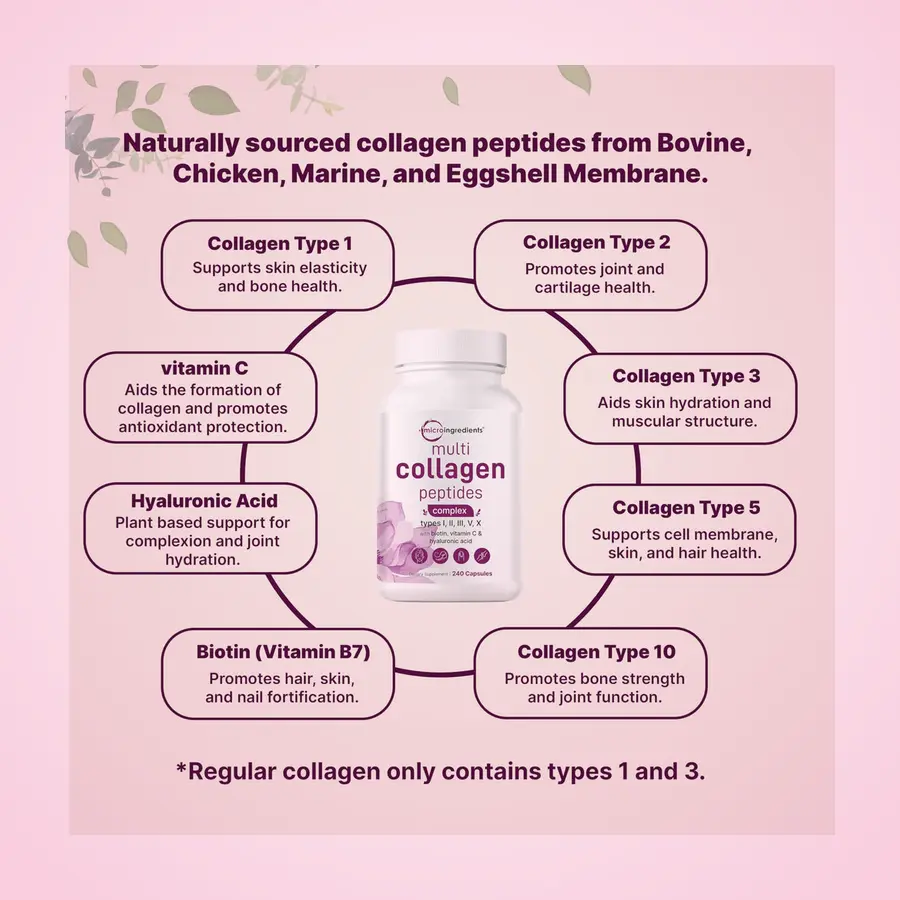 Naturally sourced collagen peptides from Bovine,
Chicken, Marine, and Eggshell Membrane.
Collagen Type 1
Supports skin elasticity
and bone health.
Collagen Type 2
Promotes joint and
cartilage health.
vitamin C
Aids the formation of
collagen and promotes
antioxidant protection.
Collagen Type 3
Aids skin hydration and
muscular structure.
Hyaluronic Acid
Plant based support for
complexion and joint
hydration.
Collagen Type 5
Supports cell membrane,
skin, and hair health.
Biotin (Vitamin B7)
Promotes hair, skin,
and nail fortification.
Collagen Type 10
Promotes bone strength
and joint function.
microingredients
multi
collagen
peptides
complex
types I, II, III, V, X
with biotin, vitamin C &
hyaluronic acid
Dietary Supplement 240 Capsules
*Regular collagen only contains types 1 and 3.